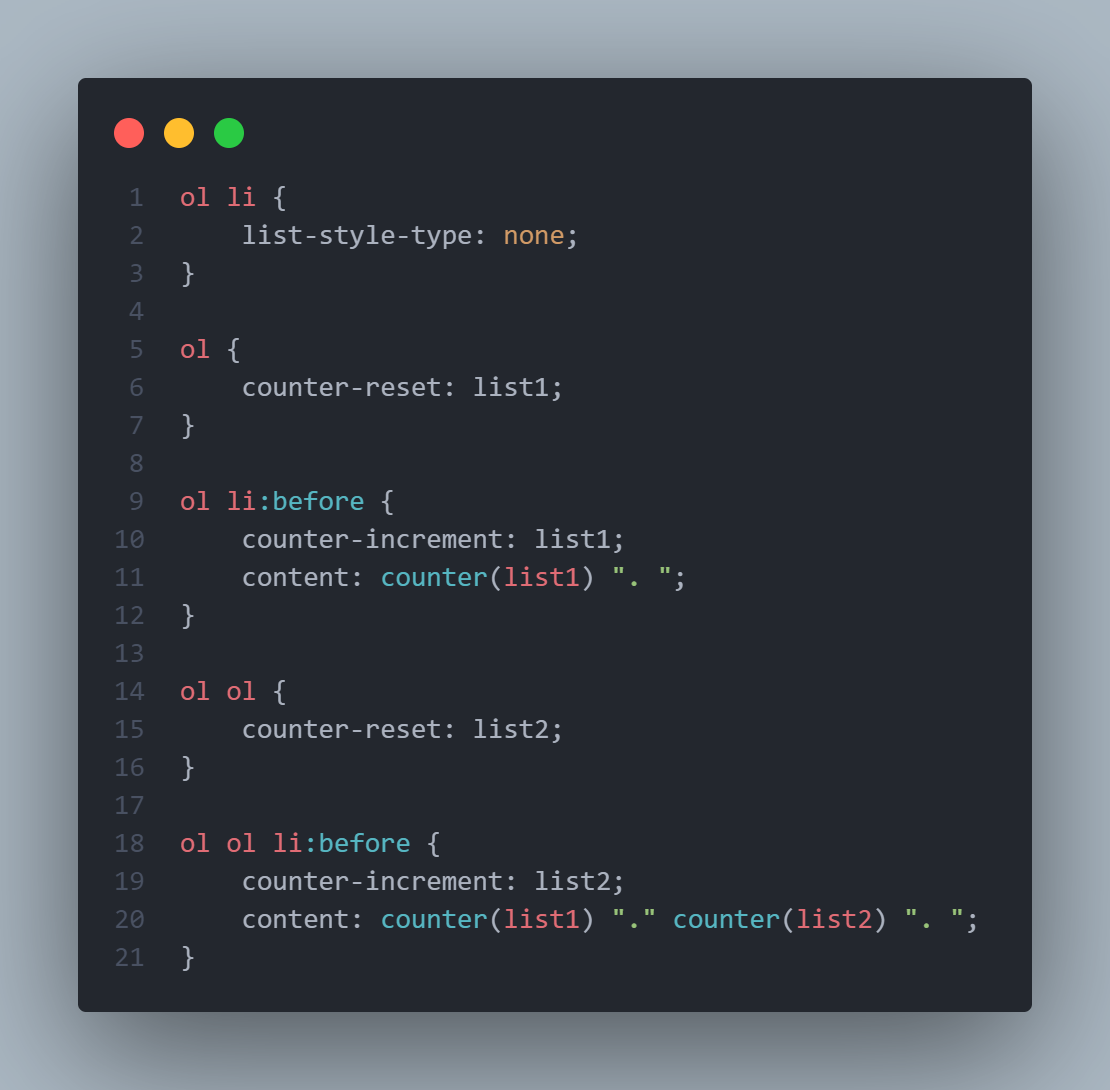 1 ol li {
2     list-style-type: none;
3 }
4
5 ol {
6     counter-reset: list1;
7 }
8
9 ol li:before {
10     counter-increment: list1;
11     content: counter(list1) ". ";
12 }
13
14 ol ol {
15     counter-reset: list2;
16 }
17
18 ol ol li:before {
19     counter-increment: list2;
20     content: counter(list1) "." counter(list2) ". ";
21 }